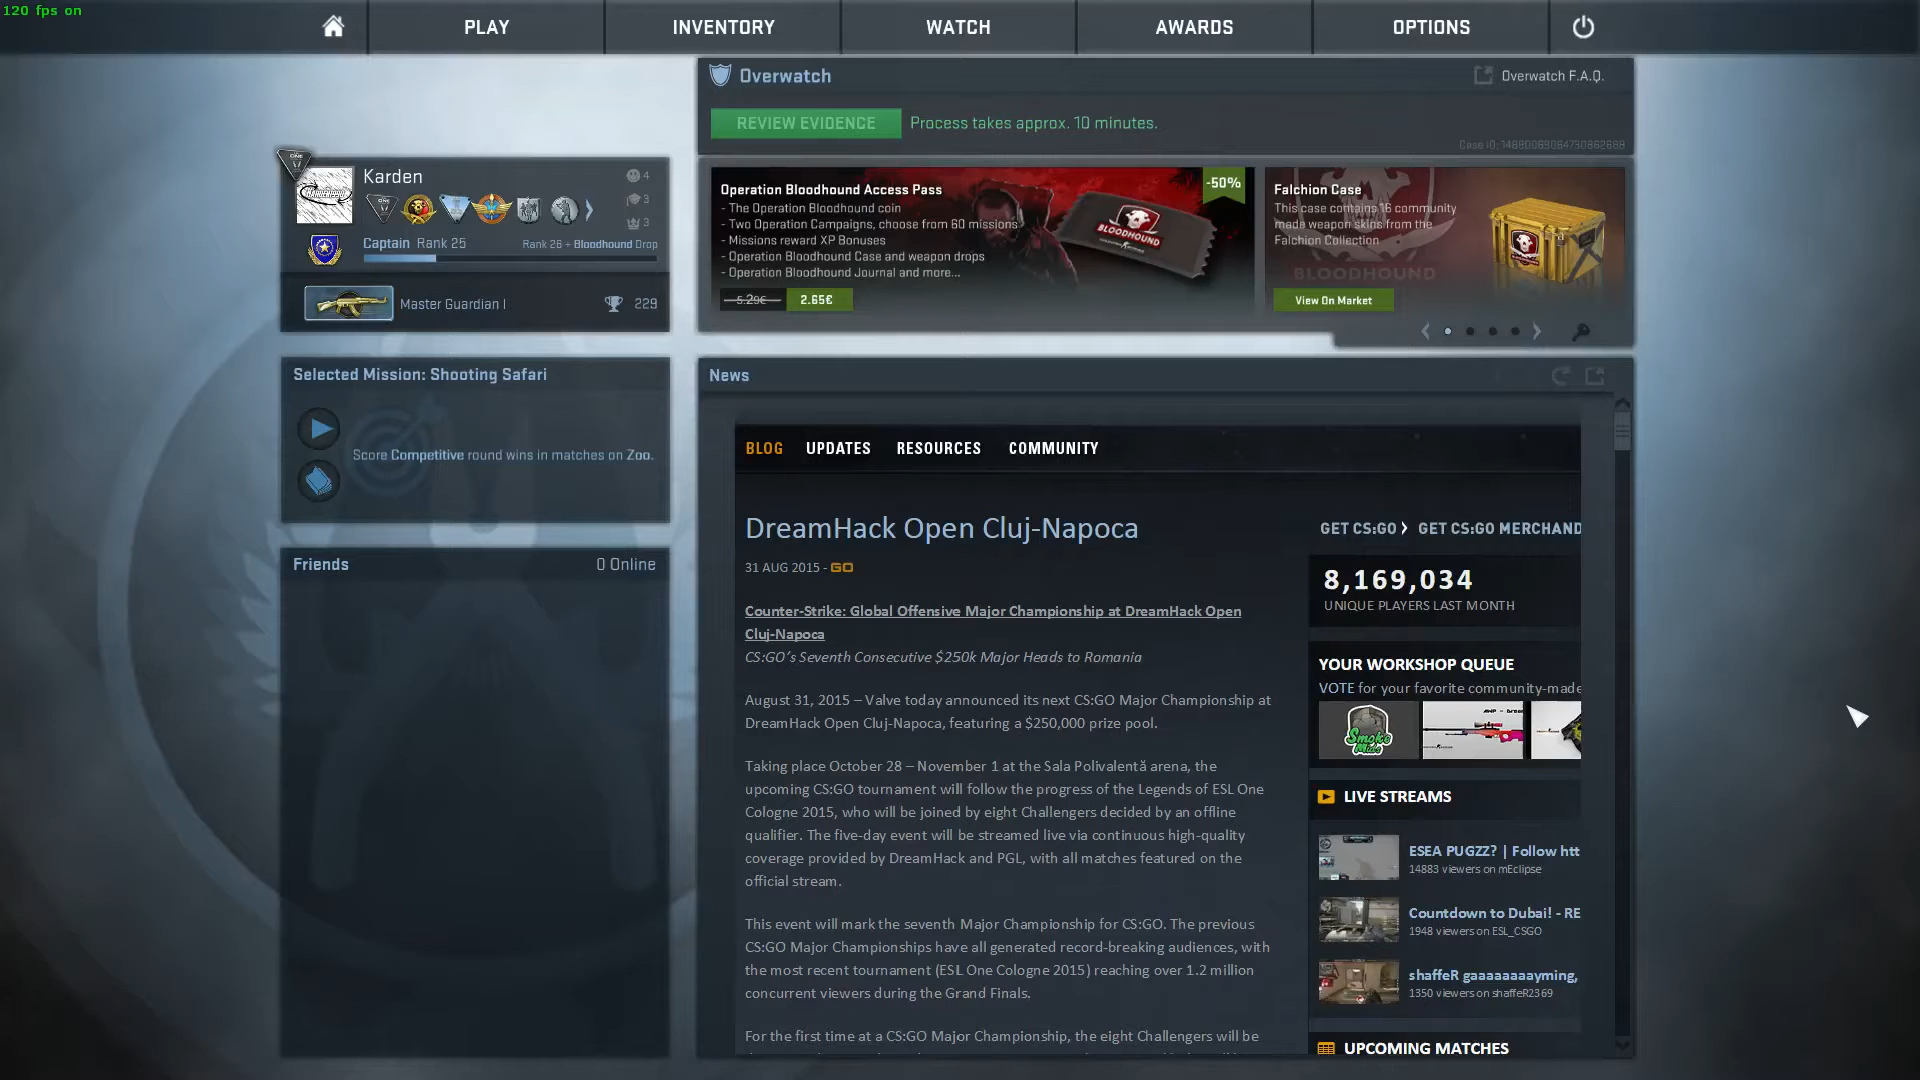 120 fps on
PLAY
INVENTORY
WATCH
AWARDS
OPTIONS
Overwatch
Overwatch F.A.Q.
REVIEW EVIDENCE
Process takes approx. 10 minutes.
Karden
4
3
3
Captain Rank 25
Rank 26 + Bloodhound Drop
Master Guardian I
229
Operation Bloodhound Access Pass
- The Operation Bloodhound coin
- Two Operation Campaigns, choose from 60 missions
- Missions reward XP Bonuses
- Operation Bloodhound Case and weapon drops
- Operation Bloodhound Journal and more...
5.29€
2.65€
-50%
BLOODHOUND
Falchion Case
This case contains 16 community
made weapon skins from the
Falchion Collection
BLOODHOUND
View On Market
Selected Mission: Shooting Safari
Score Competitive round wins in matches on Zoo.
Friends
0 Online
News
BLOG
UPDATES
RESOURCES
COMMUNITY
DreamHack Open Cluj-Napoca
31 AUG 2015 - GO
Counter-Strike: Global Offensive Major Championship at DreamHack Open
Cluj-Napoca
CS:GO's Seventh Consecutive $250k Major Heads to Romania
August 31, 2015 – Valve today announced its next CS:GO Major Championship at
DreamHack Open Cluj-Napoca, featuring a $250,000 prize pool.
Taking place October 28 – November 1 at the Sala Polivalentă arena, the
upcoming CS:GO tournament will follow the progress of the Legends of ESL One
Cologne 2015, who will be joined by eight Challengers decided by an offline
qualifier. The five-day event will be streamed live via continuous high-quality
coverage provided by DreamHack and PGL, with all matches featured on the
official stream.
This event will mark the seventh Major Championship for CS:GO. The previous
CS:GO Major Championships have all generated record-breaking audiences, with
the most recent tournament (ESL One Cologne 2015) reaching over 1.2 million
concurrent viewers during the Grand Finals.
For the first time at a CS:GO Major Championship, the eight Challengers will be
GET CS:GO
GET CS:GO MERCHAND
8,169,034
UNIQUE PLAYERS LAST MONTH
YOUR WORKSHOP QUEUE
VOTE for your favorite community-made
Smoke
LIVE STREAMS
ESEA PUGZZ? | Follow htt
14883 viewers on mEclipse
Countdown to Dubai! - RE
1948 viewers on ESL_CSGO
shaffeR gaaaaaaaayming,
1350 viewers on shaffeR2369
UPCOMING MATCHES